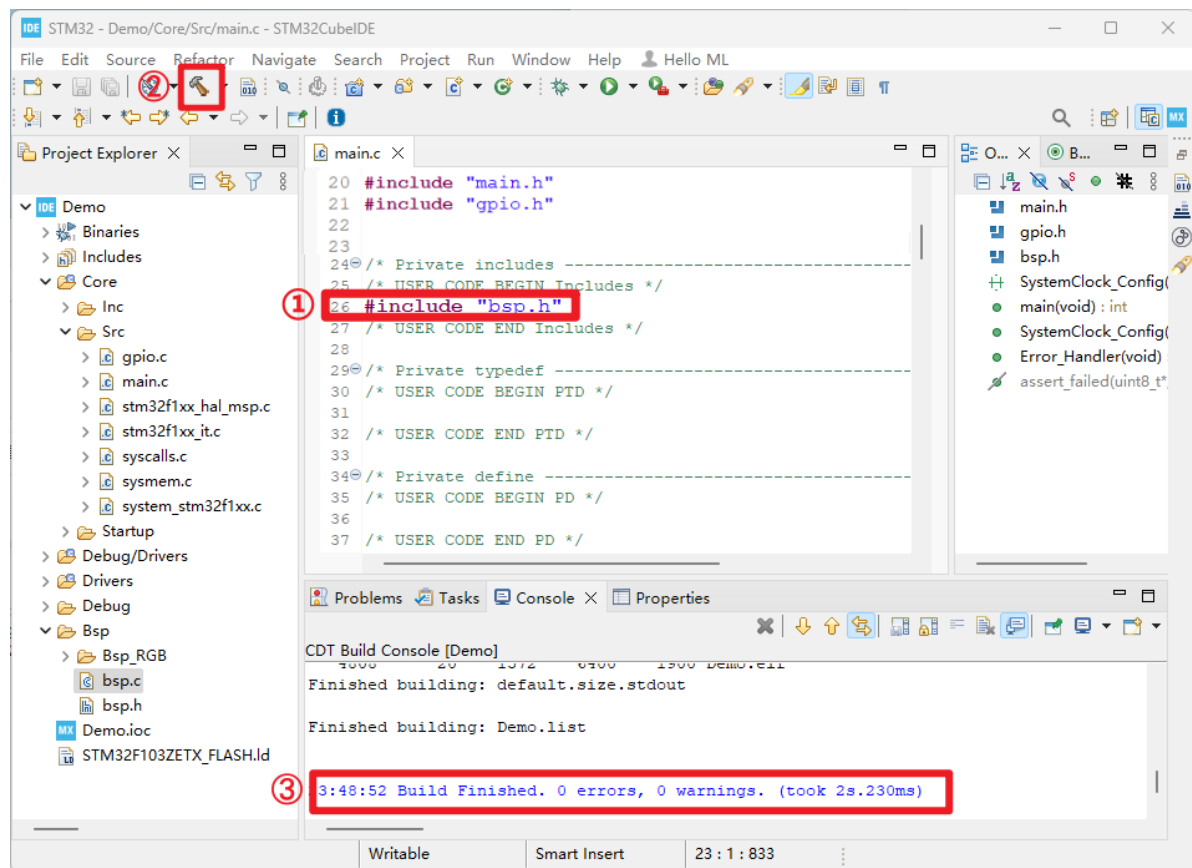 IDE STM32 - Demo/Core/Src/main.c - STM32CubeIDE
File Edit Source Refactor Navigate Search Project Run Window Help Hello ML
②
Project Explorer
IDE Demo
Binaries
Includes
Core
Inc
Src
gpio.c
main.c
stm32f1xx_hal_msp.c
stm32f1xx_it.c
syscalls.c
sysmem.c
system_stm32f1xx.c
Startup
Debug/Drivers
Drivers
Debug
Bsp
Bsp_RGB
bsp.c
bsp.h
MX Demo.ioc
STM32F103ZETX_FLASH.ld
main.c
20 #include "main.h"
21 #include "gpio.h"
22
23
24 /* Private includes -----------------------------------
25 /* USER CODE BEGIN Includes */
① 26 #include "bsp.h"
27 /* USER CODE END Includes */
28
29 /* Private typedef ------------------------------------
30 /* USER CODE BEGIN PTD */
31
32 /* USER CODE END PTD */
33
34 /* Private define -------------------------------------
35 /* USER CODE BEGIN PD */
36
37 /* USER CODE END PD */
O... B...
MX
main.h
gpio.h
bsp.h
SystemClock_Config(
main(void) : int
SystemClock_Config(
Error_Handler(void)
assert_failed(uint8_t*
Problems Tasks Console Properties
CDT Build Console [Demo]
Demo.elf
Finished building: default.size.stdout
Finished building: Demo.list
③ 3:48:52 Build Finished. 0 errors, 0 warnings. (took 2s.230ms)
Writable Smart Insert 23 : 1 : 833